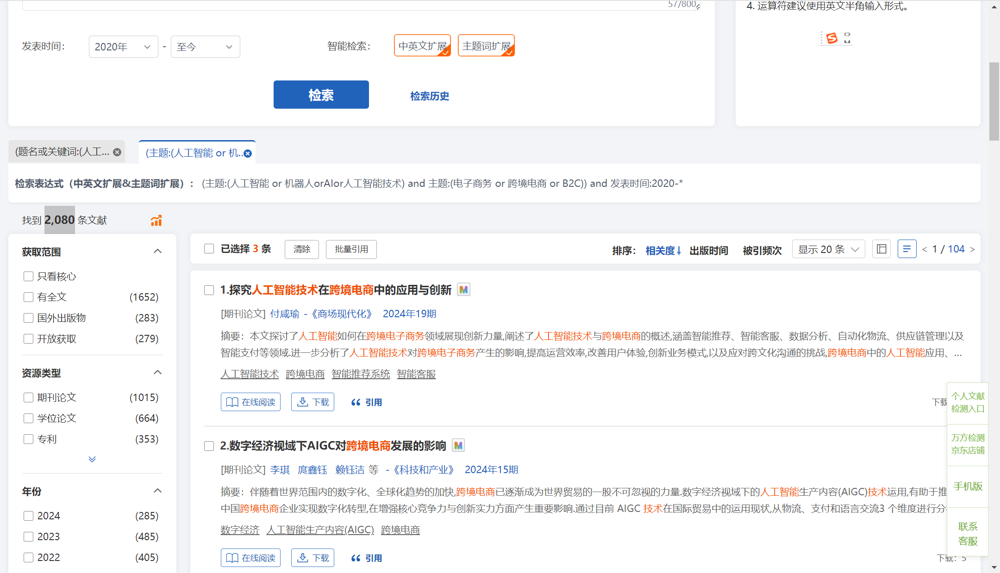 57/800
4. 运算符建议使用英文半角输入形式。
发表时间：
2020年
-
至今
智能检索：
中英文扩展
主题词扩展
检索
检索历史
(题名或关键词:(人工...
(主题:(人工智能 or 机..
检索表达式（中英文扩展&主题词扩展）： (主题:(人工智能 or 机器人orAIor人工智能技术) and 主题:(电子商务 or 跨境电商 or B2C)) and 发表时间:2020-*
找到 2,080 条文献
获取范围
只看核心
有全文 (1652)
国外出版物 (283)
开放获取 (279)
资源类型
期刊论文 (1015)
学位论文 (664)
专利 (353)
年份
2024 (285)
2023 (485)
2022 (405)
已选择 3 条
清除
批量引用
排序： 相关度↓ 出版时间 被引频次
显示 20 条
< 1 / 104 >
1.探究人工智能技术在跨境电商中的应用与创新 M
[期刊论文] 付咸瑜 -《商场现代化》 2024年19期
摘要：本文探讨了人工智能如何在跨境电子商务领域展现创新力量,阐述了人工智能技术与跨境电商的概述,涵盖智能推荐、智能客服、数据分析、自动化物流、供应链管理以及
智能支付等领域.进一步分析了人工智能技术对跨境电子商务产生的影响,提高运营效率,改善用户体验,创新业务模式,以及应对跨文化沟通的挑战,跨境电商中的人工智能应用、...
人工智能技术 跨境电商 智能推荐系统 智能客服
在线阅读
下载
引用
下载
2.数字经济视域下AIGC对跨境电商发展的影响 M
[期刊论文] 李琪 庹鑫钰 赖钰洁 等 -《科技和产业》 2024年15期
摘要：伴随着世界范围内的数字化、全球化趋势的加快,跨境电商已逐渐成为世界贸易的一股不可忽视的力量.数字经济视域下的人工智能生产内容(AIGC)技术运用,有助于推
中国跨境电商企业实现数字化转型,在增强核心竞争力与创新实力方面产生重要影响.通过目前 AIGC 技术在国际贸易中的运用现状,从物流、支付和语言交流3 个维度进行分
数字经济 人工智能生产内容(AIGC) 跨境电商
在线阅读
下载
引用
下载：5
个人文献
检测入口
万方检测
京东店铺
手机版
联系
客服